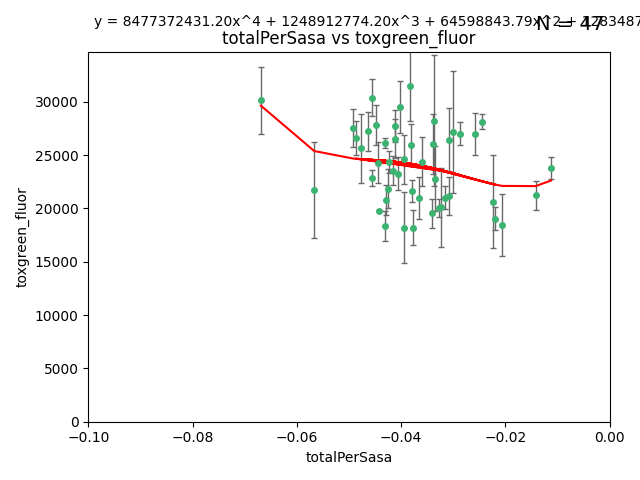 y = 8477372431.20x^4 + 1248912774.20x^3 + 64598843.79x^2 +
N = 47
totalPerSasa vs toxgreen_fluor
toxgreen_fluor
30000
25000
20000
15000
10000
5000
0
−0.10 −0.08 −0.06 −0.04 −0.02 0.00
totalPerSasa